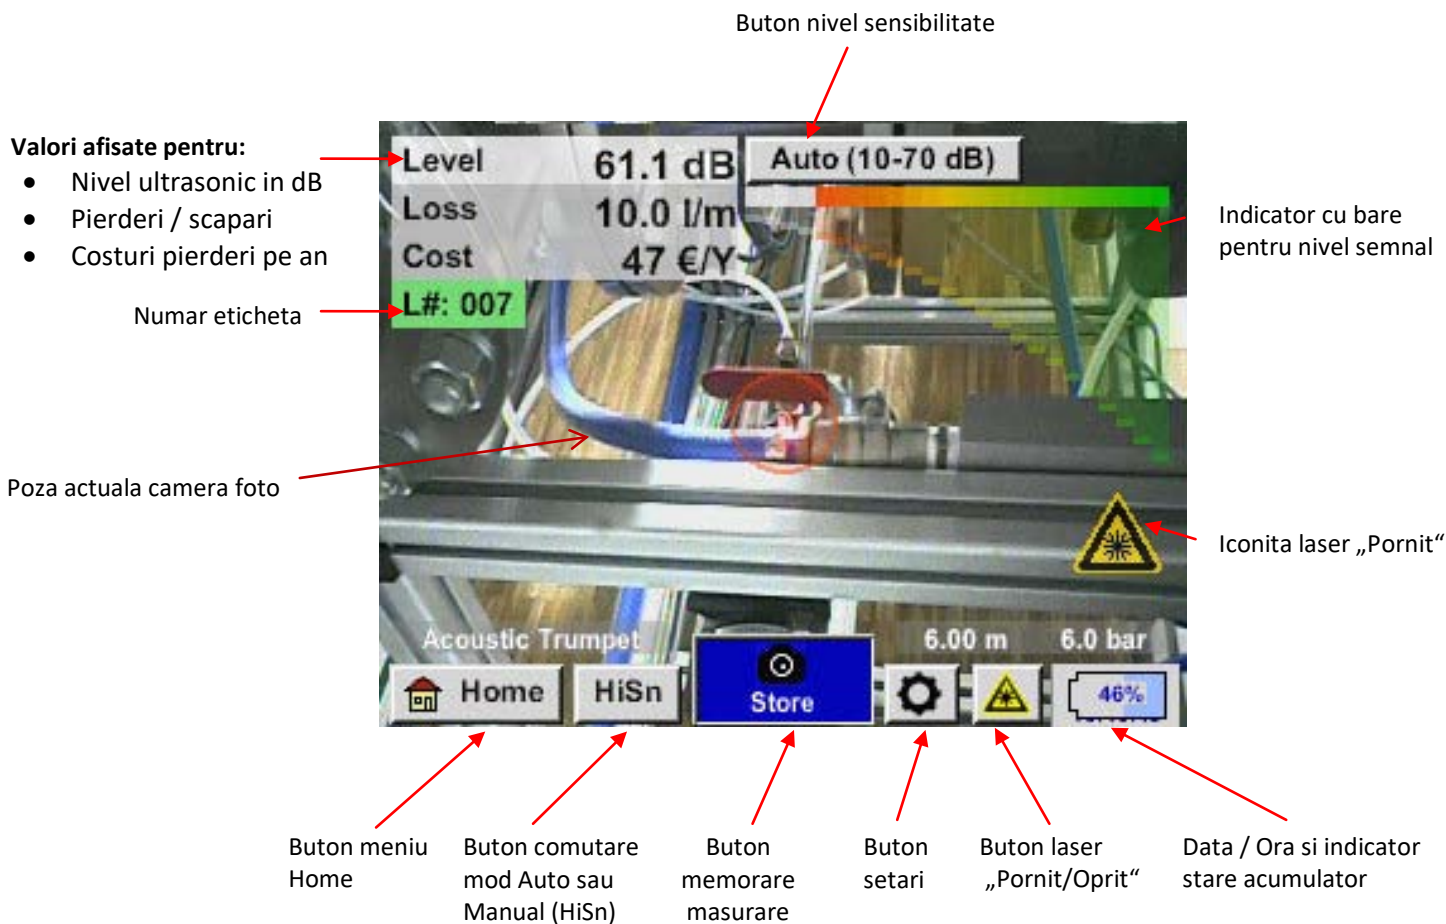 Buton nivel sensibilitate
Valori afisate pentru:
• Nivel ultrasonic in dB
• Pierderi / scapari
• Costuri pierderi pe an
Numar eticheta
Poza actuala camera foto
Level 61.1 dB
Loss 10.0 l/m
Cost 47 €/Y
L#: 007
Auto (10-70 dB)
Indicator cu bare
pentru nivel semnal
Iconita laser „Pornit“
Acoustic Trumpet 6.00 m 6.0 bar
Home HiSn Store 46%
Buton meniu
Home
Buton comutare
mod Auto sau
Manual (HiSn)
Buton
memorare
masurare
Buton
setari
Buton laser
„Pornit/Oprit“
Data / Ora si indicator
stare acumulator